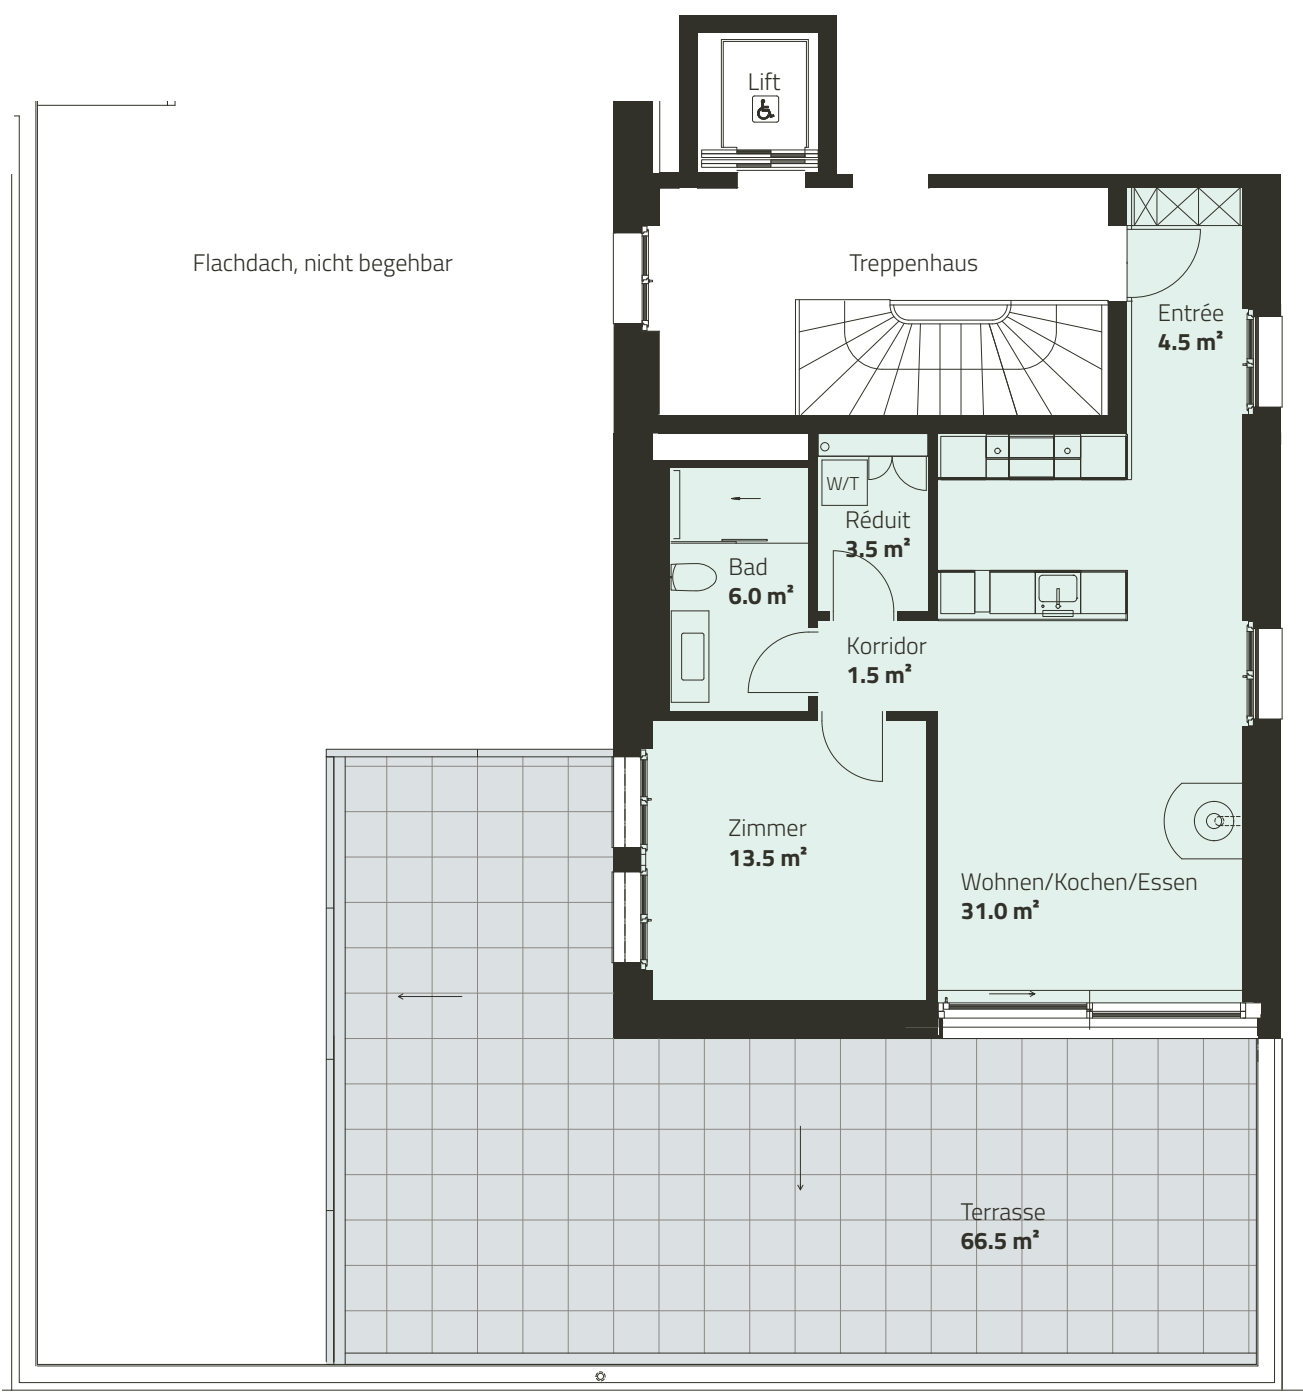 Lift
Flachdach, nicht begehbar
Treppenhaus
Entrée
4.5 m²
W/T
Réduit
3.5 m²
Bad
6.0 m²
Korridor
1.5 m²
Zimmer
13.5 m²
Wohnen/Kochen/Essen
31.0 m²
Terrasse
66.5 m²